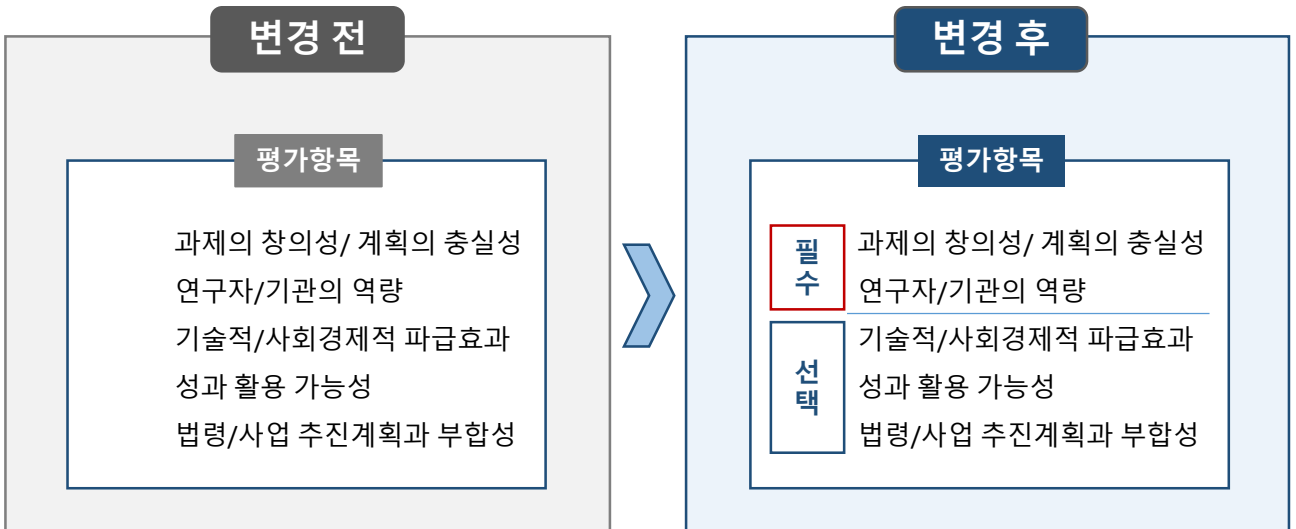 변경 전
평가항목
과제의 창의성/ 계획의 충실성
연구자/기관의 역량
기술적/사회경제적 파급효과
성과 활용 가능성
법령/사업 추진계획과 부합성
변경 후
평가항목
필수
과제의 창의성/ 계획의 충실성
연구자/기관의 역량
선택
기술적/사회경제적 파급효과
성과 활용 가능성
법령/사업 추진계획과 부합성